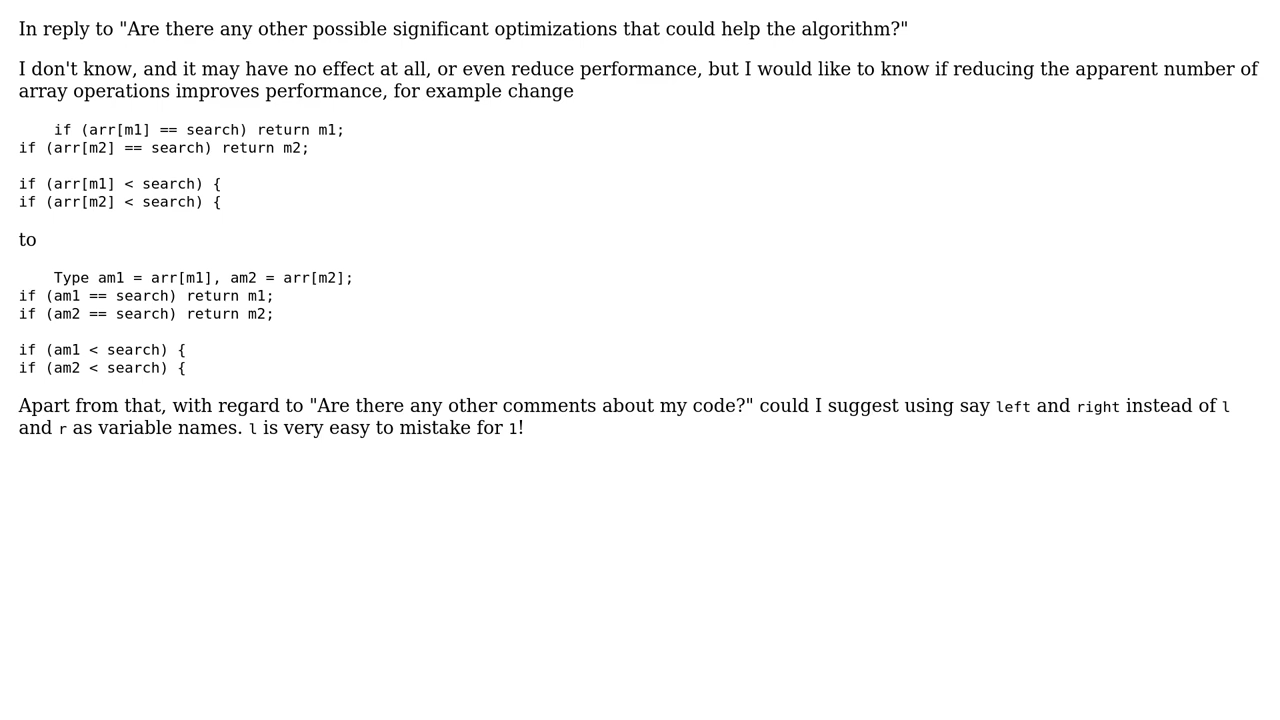 In reply to "Are there any other possible significant optimizations that could help the algorithm?"
I don't know, and it may have no effect at all, or even reduce performance, but I would like to know if reducing the apparent number of
array operations improves performance, for example change
    if (arr[m1] == search) return m1;
if (arr[m2] == search) return m2;
if (arr[m1] < search) {
if (arr[m2] < search) {
to
    Type am1 = arr[m1], am2 = arr[m2];
if (am1 == search) return m1;
if (am2 == search) return m2;
if (am1 < search) {
if (am2 < search) {
Apart from that, with regard to "Are there any other comments about my code?" could I suggest using say left and right instead of l
and r as variable names. l is very easy to mistake for 1!